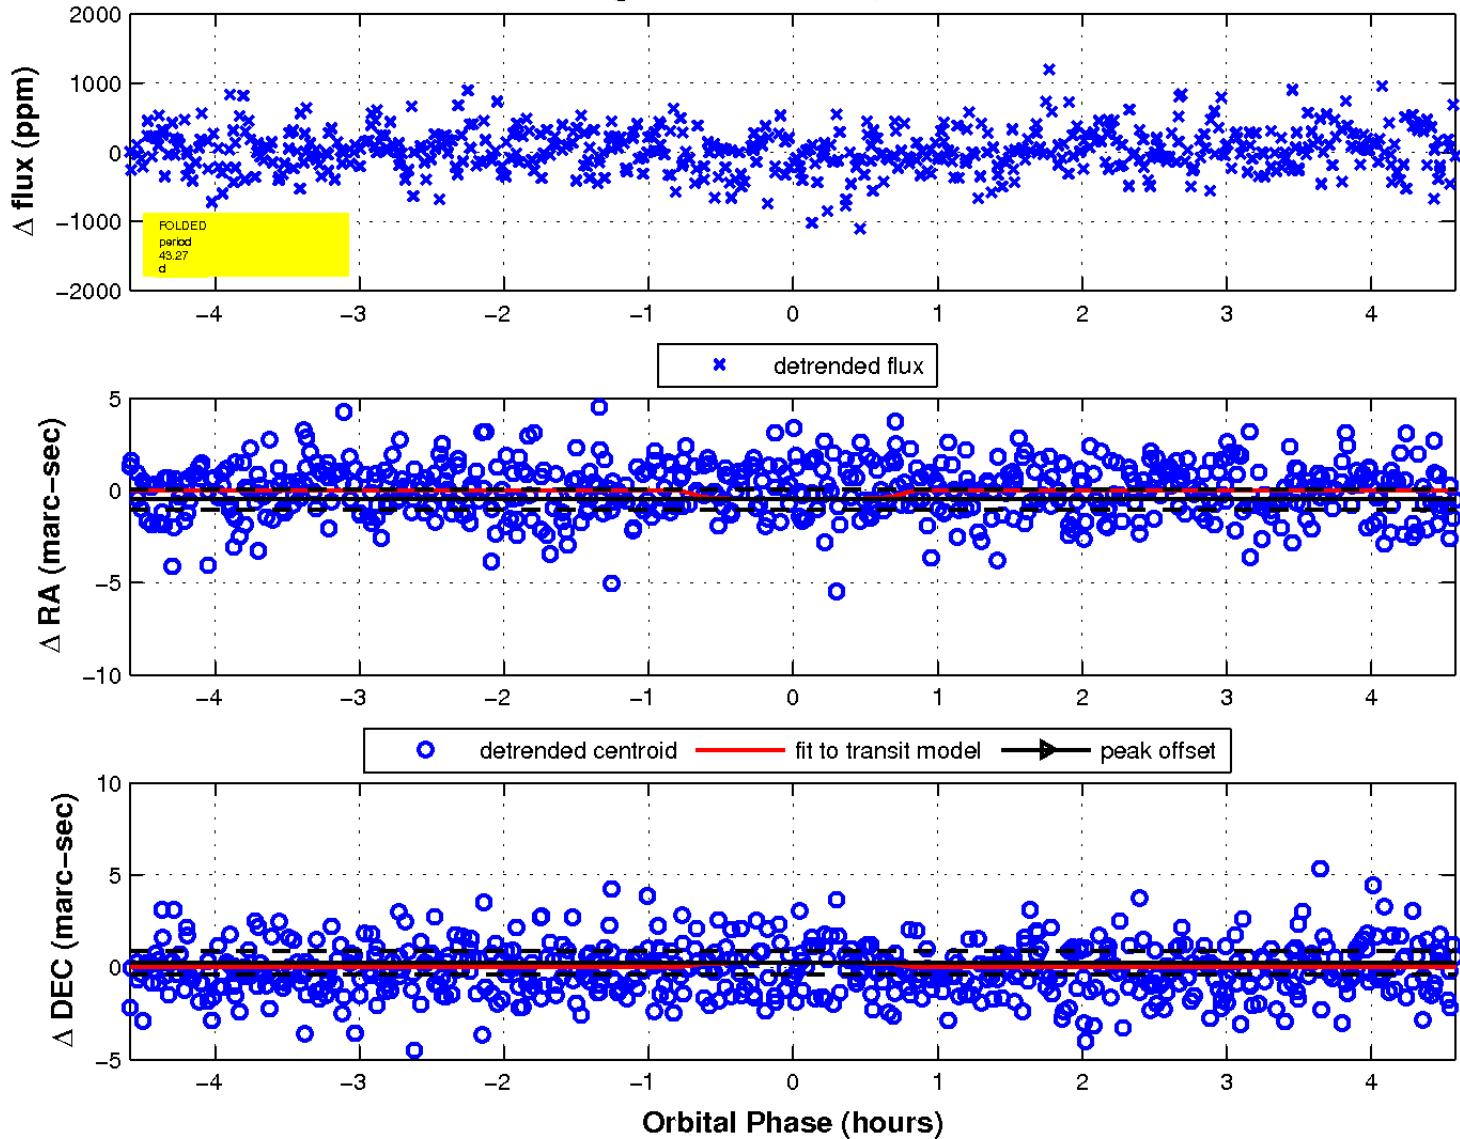 2000
1000
0
−1000
−2000
Δ flux (ppm)
FOLDED
period
43.27
d
−4 −3 −2 −1 0 1 2 3 4
detrended flux
5
0
−5
−10
Δ RA (marc−sec)
−4 −3 −2 −1 0 1 2 3 4
detrended centroid fit to transit model peak offset
10
5
0
−5
Δ DEC (marc−sec)
−4 −3 −2 −1 0 1 2 3 4
Orbital Phase (hours)